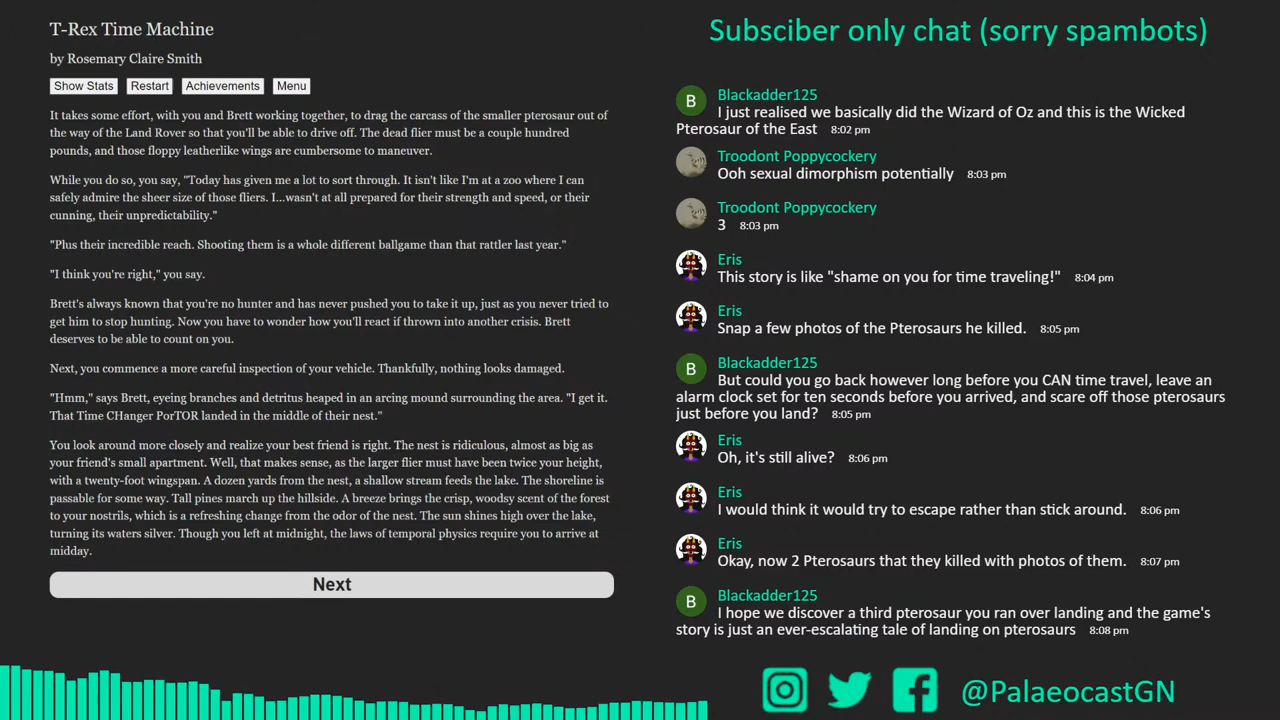 T-Rex Time Machine
by Rosemary Claire Smith
Show Stats Restart Achievements Menu
It takes some effort, with you and Brett working together, to drag the carcass of the smaller pterosaur out of
the way of the Land Rover so that you'll be able to drive off. The dead flier must be a couple hundred
pounds, and those floppy leatherlike wings are cumbersome to maneuver.
While you do so, you say, "Today has given me a lot to sort through. It isn't like I'm at a zoo where I can
safely admire the sheer size of those fliers. I...wasn't at all prepared for their strength and speed, or their
cunning, their unpredictability."
"Plus their incredible reach. Shooting them is a whole different ballgame than that rattler last year."
"I think you're right," you say.
Brett's always known that you're no hunter and has never pushed you to take it up, just as you never tried to
get him to stop hunting. Now you have to wonder how you'll react if thrown into another crisis. Brett
deserves to be able to count on you.
Next, you commence a more careful inspection of your vehicle. Thankfully, nothing looks damaged.
"Hmm," says Brett, eyeing branches and detritus heaped in an arcing mound surrounding the area. "I get it.
That Time CHanger PorTOR landed in the middle of their nest."
You look around more closely and realize your best friend is right. The nest is ridiculous, almost as big as
your friend's small apartment. Well, that makes sense, as the larger flier must have been twice your height,
with a twenty-foot wingspan. A dozen yards from the nest, a shallow stream feeds the lake. The shoreline is
passable for some way. Tall pines march up the hillside. A breeze brings the crisp, woodsy scent of the forest
to your nostrils, which is a refreshing change from the odor of the nest. The sun shines high over the lake,
turning its waters silver. Though you left at midnight, the laws of temporal physics require you to arrive at
midday.
Next
Subsciber only chat (sorry spambots)
B Blackadder125
I just realised we basically did the Wizard of Oz and this is the Wicked
Pterosaur of the East 8:02 pm
Troodont Poppycockery
Ooh sexual dimorphism potentially 8:03 pm
Troodont Poppycockery
3 8:03 pm
Eris
This story is like "shame on you for time traveling!" 8:04 pm
Eris
Snap a few photos of the Pterosaurs he killed. 8:05 pm
B Blackadder125
But could you go back however long before you CAN time travel, leave an
alarm clock set for ten seconds before you arrived, and scare off those pterosaurs
just before you land? 8:05 pm
Eris
Oh, it's still alive? 8:06 pm
Eris
I would think it would try to escape rather than stick around. 8:06 pm
Eris
Okay, now 2 Pterosaurs that they killed with photos of them. 8:07 pm
B Blackadder125
I hope we discover a third pterosaur you ran over landing and the game's
story is just an ever-escalating tale of landing on pterosaurs 8:08 pm
@PalaeocastGN